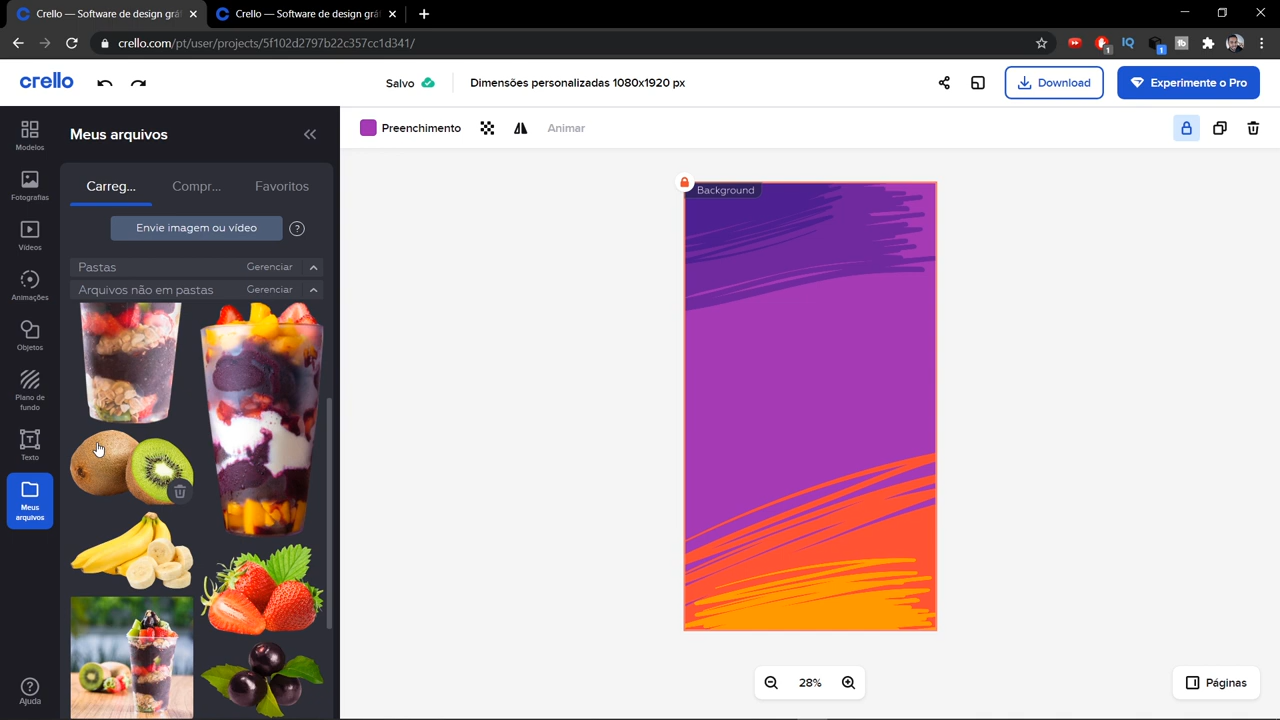 Crello — Software de design grá
Crello — Software de design grá
crello.com/pt/user/projects/5f102d2797b22c357cc1d341/
crello
Salvo
Dimensões personalizadas 1080x1920 px
Download
Experimente o Pro
Modelos
Fotografias
Vídeos
Animações
Objetos
Plano de
fundo
Texto
Meus
arquivos
Ajuda
Meus arquivos
Carreg...
Compr...
Favoritos
Envie imagem ou vídeo
?
Pastas
Gerenciar
Arquivos não em pastas
Gerenciar
Preenchimento
Animar
Background
28%
Páginas